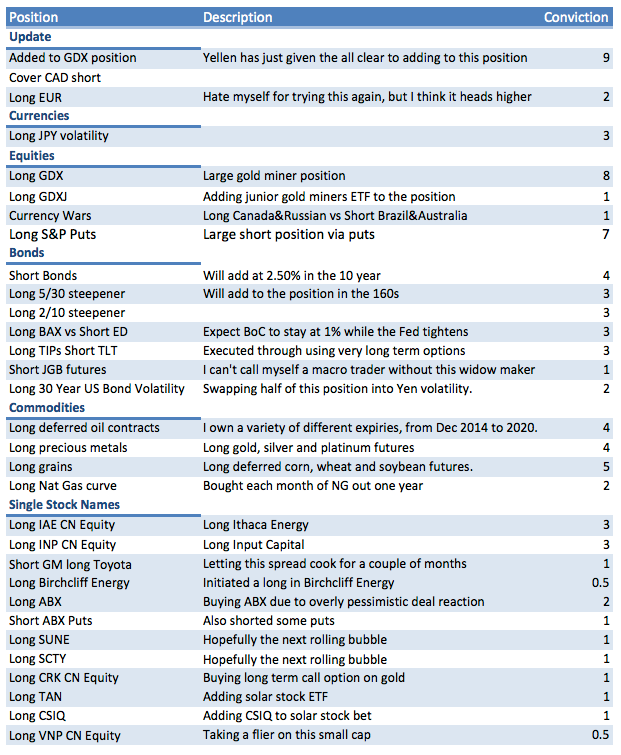 Position Description Conviction
Update
Added to GDX position Yellen has just given the all clear to adding to this position 9
Cover CAD short
Long EUR Hate myself for trying this again, but I think it heads higher 2
Currencies
Long JPY volatility 3
Equities
Long GDX Large gold miner position 8
Long GDXJ Adding junior gold miners ETF to the position 1
Currency Wars Long Canada&Russian vs Short Brazil&Australia 1
Long S&P Puts Large short position via puts 7
Bonds
Short Bonds Will add at 2.50% in the 10 year 4
Long 5/30 steepener Will add to the position in the 160s 3
Long 2/10 steepener 3
Long BAX vs Short ED Expect BoC to stay at 1% while the Fed tightens 3
Long TIPs Short TLT Executed through using very long term options 3
Short JGB futures I can't call myself a macro trader without this widow maker 1
Long 30 Year US Bond Volatility Swapping half of this position into Yen volatility. 2
Commodities
Long deferred oil contracts I own a variety of different expiries, from Dec 2014 to 2020. 4
Long precious metals Long gold, silver and platinum futures 4
Long grains Long deferred corn, wheat and soybean futures. 5
Long Nat Gas curve Bought each month of NG out one year 2
Single Stock Names
Long IAE CN Equity Long Ithaca Energy 3
Long INP CN Equity Long Input Capital 3
Short GM long Toyota Letting this spread cook for a couple of months 1
Long Birchcliff Energy Initiated a long in Birchcliff Energy 0.5
Long ABX Buying ABX due to overly pessimistic deal reaction 2
Short ABX Puts Also shorted some puts 1
Long SUNE Hopefully the next rolling bubble 1
Long SCTY Hopefully the next rolling bubble 1
Long CRK CN Equity Buying long term call option on gold 1
Long TAN Adding solar stock ETF 1
Long CSIQ Adding CSIQ to solar stock bet 1
Long VNP CN Equity Taking a flier on this small cap 0.5